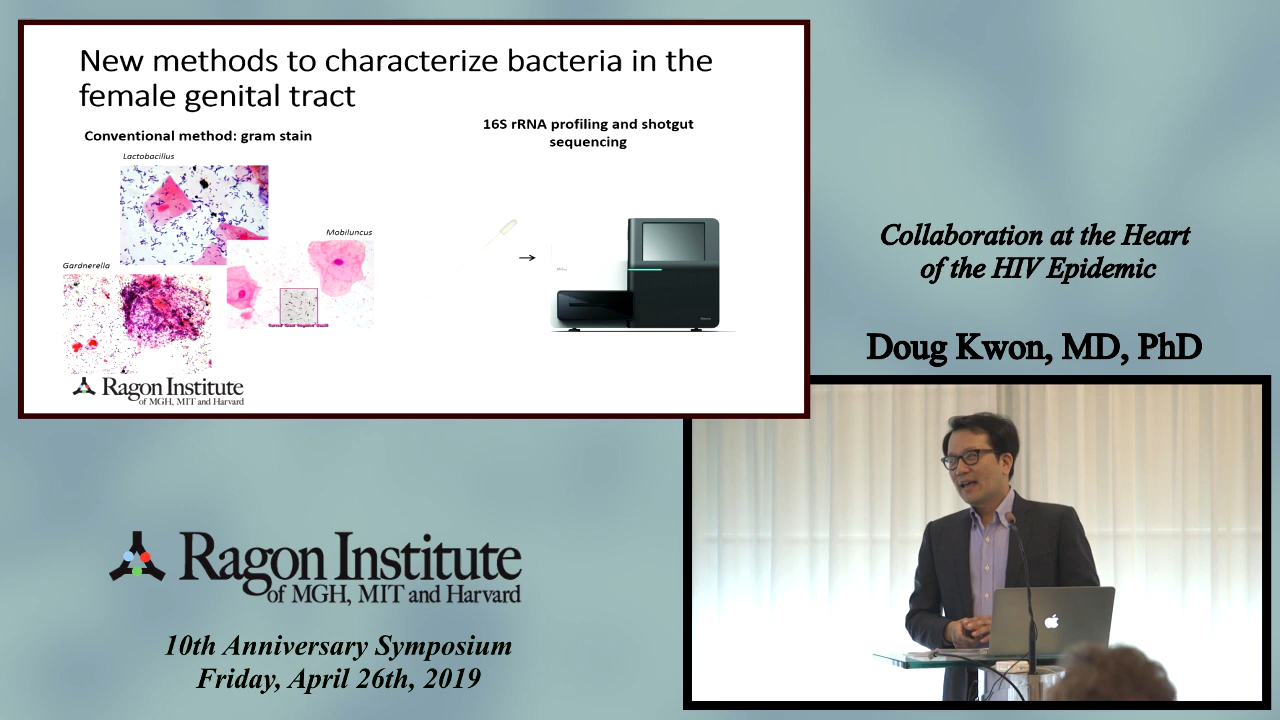 New methods to characterize bacteria in the
female genital tract
Conventional method: gram stain
16S rRNA profiling and shotgut
sequencing
Lactobacillus
Mobiluncus
Gardnerella
Ragon Institute
of MGH, MIT and Harvard
Collaboration at the Heart
of the HIV Epidemic
Doug Kwon, MD, PhD
Ragon Institute
of MGH, MIT and Harvard
10th Anniversary Symposium
Friday, April 26th, 2019